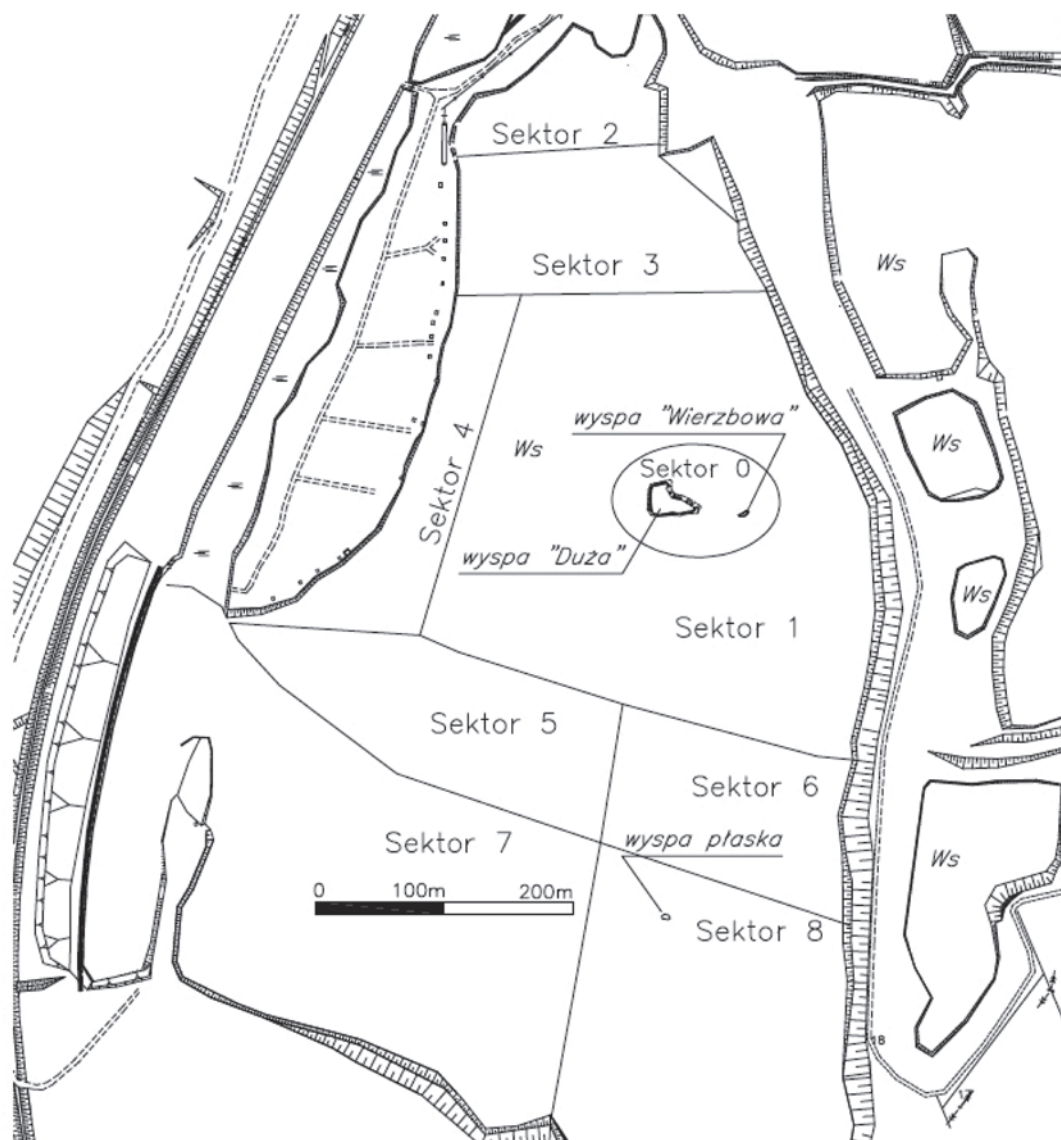 Sektor 2
Sektor 3
Ws
wyspa "Wierzbowa"
Sektor 4
Ws
Sektor 0
Ws
wyspa "Duża"
Ws
Sektor 1
Sektor 5
Sektor 6
Sektor 7
wyspa płaska
Ws
0 100m 200m
Sektor 8
18